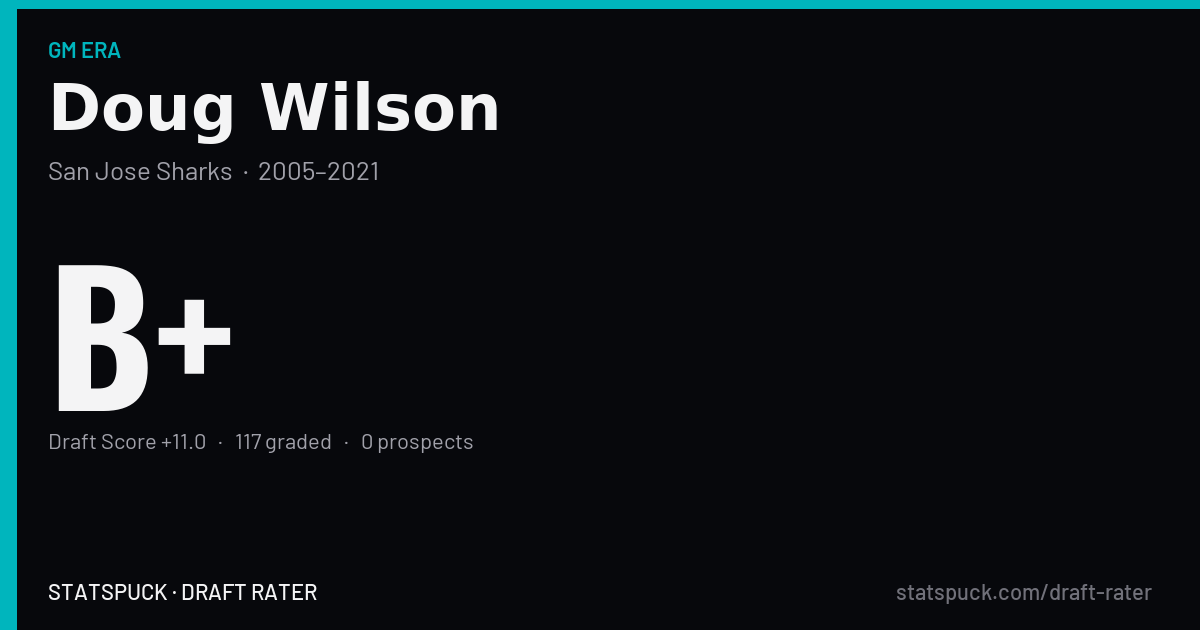 GM ERA
Doug Wilson
San Jose Sharks · 2005–2021
B+
Draft Score +11.0 · 117 graded · 0 prospects
STATSPUCK · DRAFT RATER
statspuck.com/draft-rater